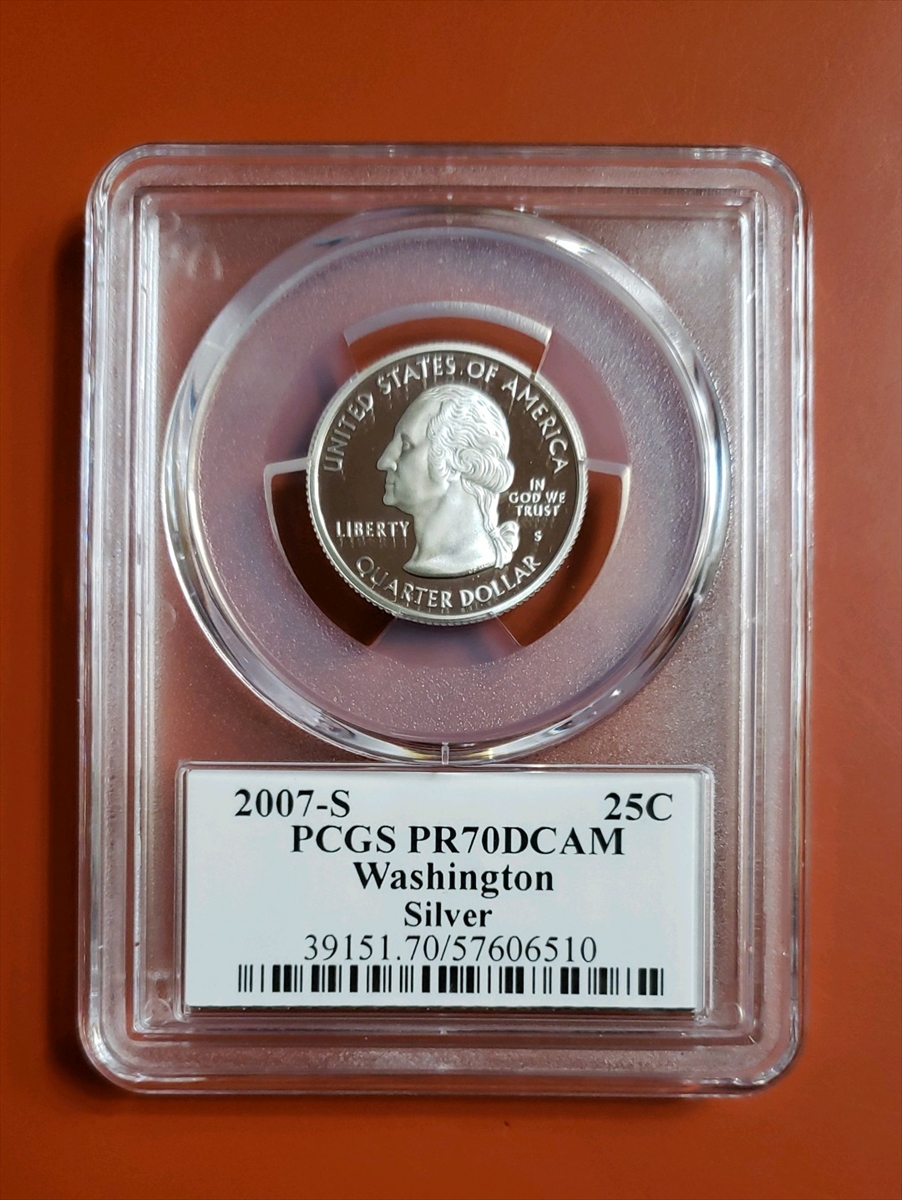 UNITED STATES OF AMERICA
IN
GOD WE
TRUST
LIBERTY
S
QUARTER DOLLAR
2007-S 25C
PCGS PR70DCAM
Washington
Silver
39151.70/57606510